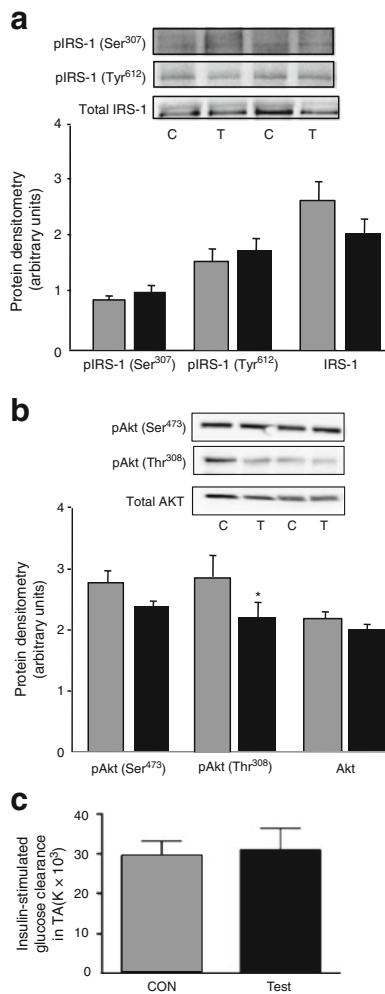 a
pIRS-1 (Ser³⁰⁷)
pIRS-1 (Tyr⁶¹²)
Total IRS-1
C T C T
Protein densitometry
(arbitrary units)
4
3
2
1
0
pIRS-1 (Ser³⁰⁷) pIRS-1 (Tyr⁶¹²) IRS-1
b
pAkt (Ser⁴⁷³)
pAkt (Thr³⁰⁸)
Total AKT
C T C T
Protein densitometry
(arbitrary units)
4
3
2
1
0
*
pAkt (Ser⁴⁷³) pAkt (Thr³⁰⁸) Akt
c
Insulin-stimulated
glucose clearance
in TA(K × 10³)
40
30
20
10
0
CON Test